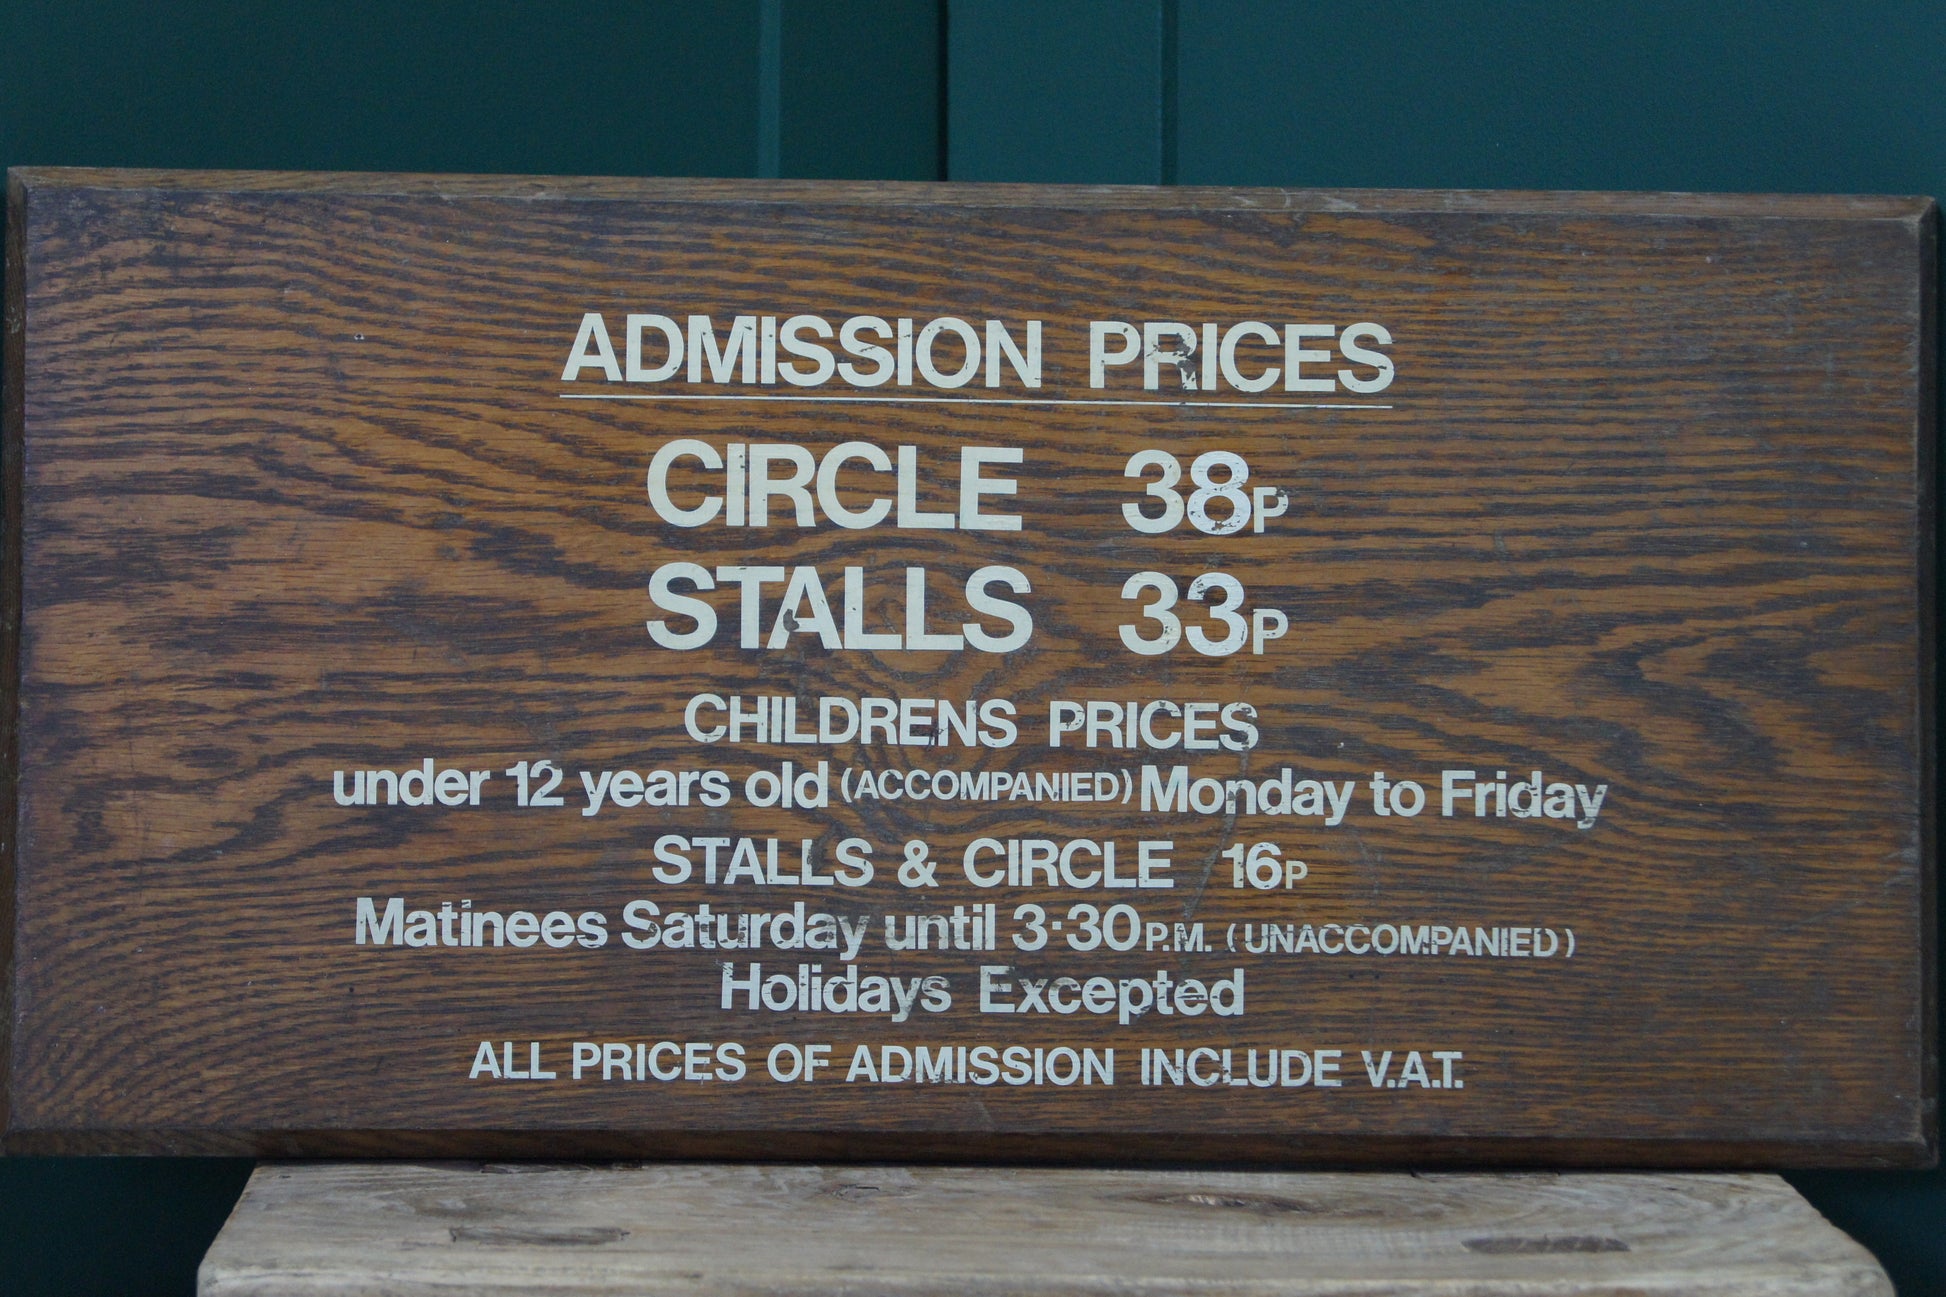 ADMISSION PRICES
CIRCLE 38P
STALLS 33P
CHILDRENS PRICES
under 12 years old (ACCOMPANIED) Monday to Friday
STALLS & CIRCLE 16P
Matinees Saturday until 3·30 P.M. (UNACCOMPANIED)
Holidays Excepted
ALL PRICES OF ADMISSION INCLUDE V.A.T.